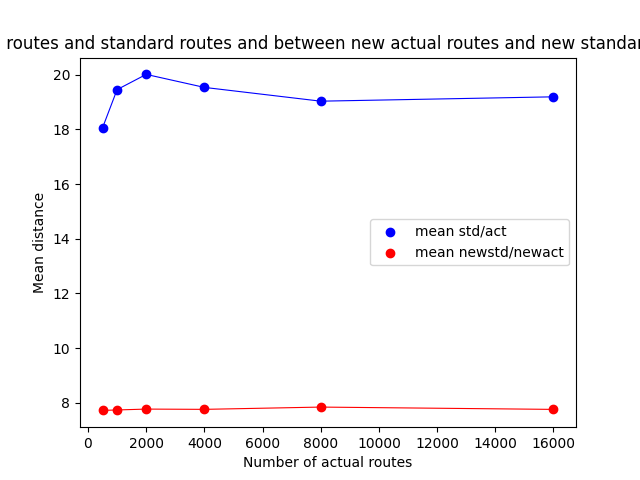 routes and standard routes and between new actual routes and new standar
20
18
16
14
12
10
8
Mean distance
mean std/act
mean newstd/newact
0 2000 4000 6000 8000 10000 12000 14000 16000
Number of actual routes